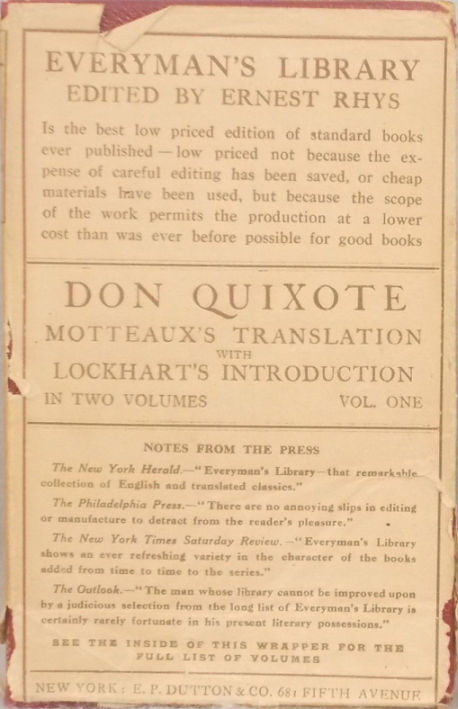 EVERYMAN'S LIBRARY
EDITED BY ERNEST RHYS
Is the best low priced edition of standard books
ever published — low priced not because the ex-
pense of careful editing has been saved, or cheap
materials have been used, but because the scope
of the work permits the production at a lower
cost than was ever before possible for good books
DON QUIXOTE
MOTTEAUX'S TRANSLATION
WITH
LOCKHART'S INTRODUCTION
IN TWO VOLUMES VOL. ONE
NOTES FROM THE PRESS
The New York Herald.—"Everyman's Library—that remarkable
collection of English and translated classics."
The Philadelphia Press.—"There are no annoying slips in editing
or manufacture to detract from the reader's pleasure."
The New York Times Saturday Review.—"Everyman's Library
shows an ever refreshing variety in the character of the books
added from time to time to the series."
The Outlook.—"The man whose library cannot be improved upon
by a judicious selection from the long list of Everyman's Library is
certainly rarely fortunate in his present literary possessions."
SEE THE INSIDE OF THIS WRAPPER FOR THE
FULL LIST OF VOLUMES
NEW YORK: E. P. DUTTON & CO. 681 FIFTH AVENUE